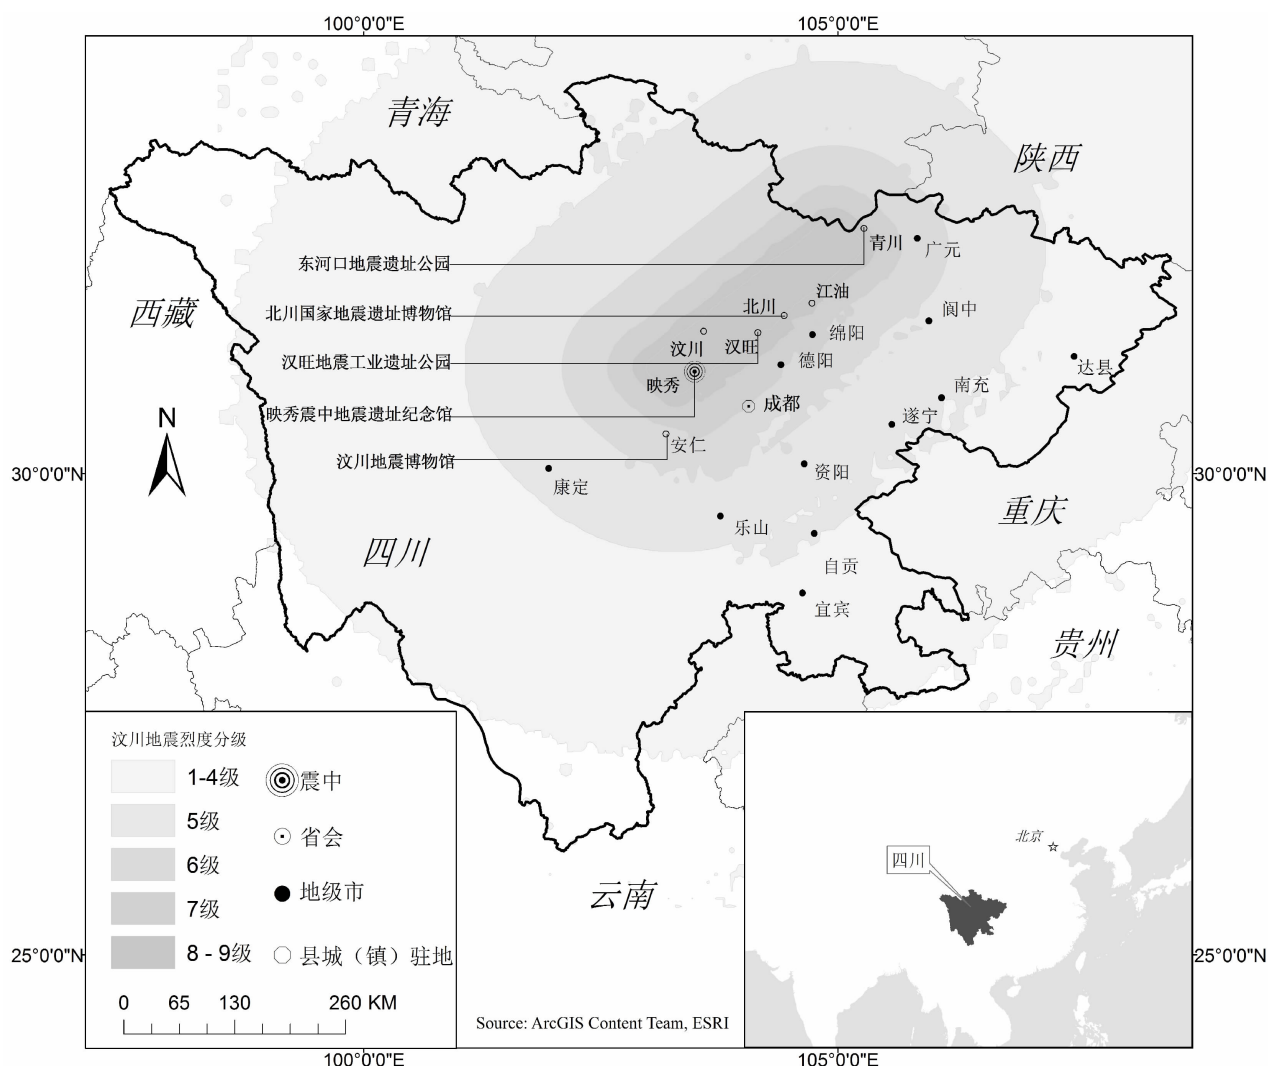 100°0'0"E
105°0'0"E
青海
陕西
青川
广元
东河口地震遗址公园
江油
西藏
北川
北川国家地震遗址博物馆
阆中
绵阳
汶川
汉旺
汉旺地震工业遗址公园
德阳
达县
映秀
南充
成都
映秀震中地震遗址纪念馆
遂宁
N
安仁
汶川地震博物馆
30°0'0"N
30°0'0"N
资阳
康定
重庆
乐山
四川
自贡
宜宾
贵州
汶川地震烈度分级
1-4级
震中
5级
省会
北京
6级
四川
地级市
云南
7级
8 - 9级
县城（镇）驻地
25°0'0"N
25°0'0"N
0 65 130 260 KM
Source: ArcGIS Content Team, ESRI
100°0'0"E
105°0'0"E